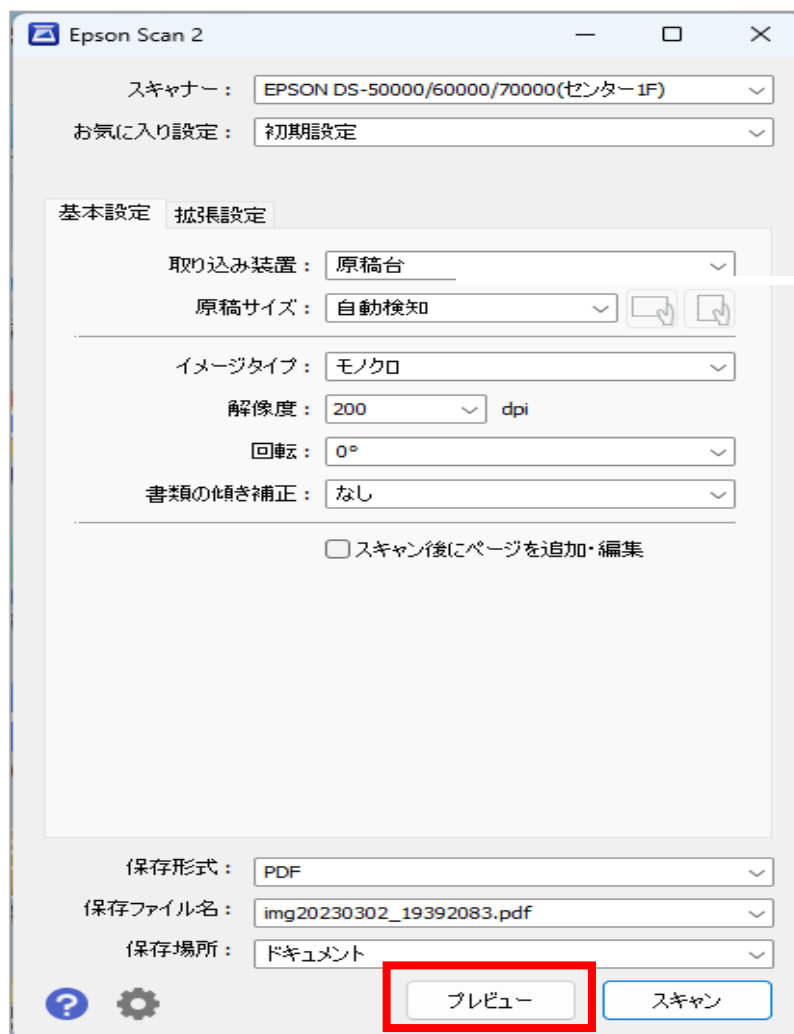 Epson Scan 2
スキャナー： EPSON DS-50000/60000/70000(センター1F)
お気に入り設定： 初期設定
基本設定 拡張設定
取り込み装置： 原稿台
原稿サイズ： 自動検知
イメージタイプ： モノクロ
解像度： 200 dpi
回転： 0°
書類の傾き補正： なし
スキャン後にページを追加・編集
保存形式： PDF
保存ファイル名： img20230302_19392083.pdf
保存場所： ドキュメント
? プレビュー スキャン